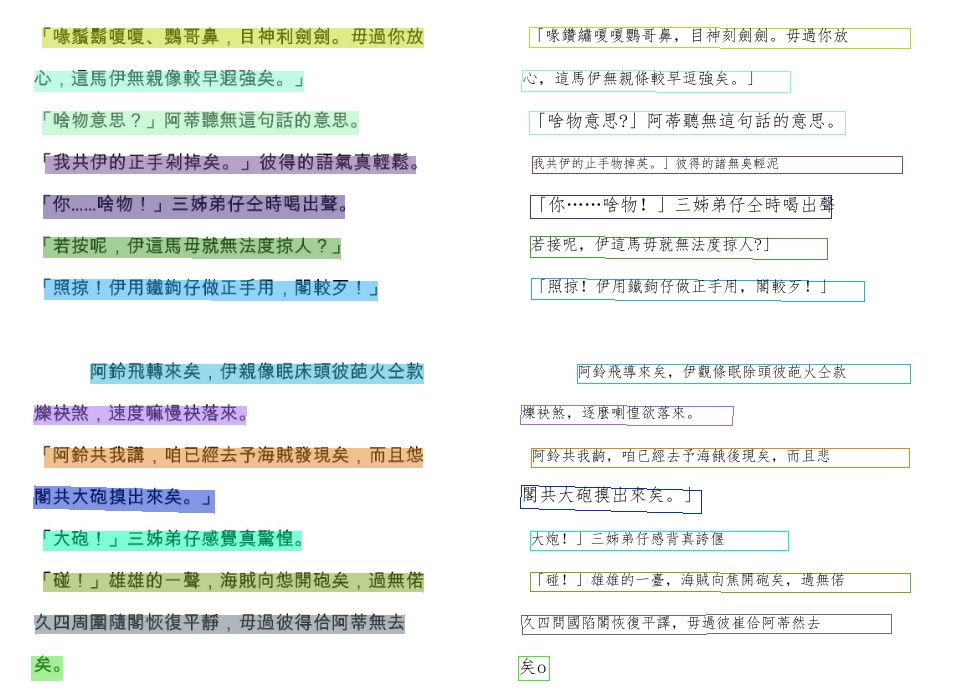 「喙鬚鬍嗄嗄、鸚哥鼻，目神利劍劍。毋過你放
心，這馬伊無親像較早遐強矣。」
「啥物意思？」阿蒂聽無這句話的意思。
「我共伊的正手剁掉矣。」彼得的語氣真輕鬆。
「你……啥物！」三姊弟仔仝時喝出聲。
「若按呢，伊這馬毋就無法度掠人？」
「照掠！伊用鐵鉤仔做正手用，閣較歹！」
阿鈴飛轉來矣，伊親像眠床頭彼葩火仝款
爍袂煞，速度嘛慢袂落來。
「阿鈴共我講，咱已經去予海賊發現矣，而且𪜶
閣共大砲摸出來矣。」
「大砲！」三姊弟仔感覺真驚惶。
「碰！」雄雄的一聲，海賊向𪜶開砲矣，過無偌
久四周圍隨閣恢復平靜，毋過彼得佮阿蒂無去
矣。
「喙鑽繡嗄嗄鸚哥鼻，目神刻劍劍。毋過你放
心，這馬伊無親條較早逗強矣。」
「啥物意思?」阿蒂聽無這句話的意思。
我共伊的止手物掉英。」彼得的諸無臭輕泥
「你……啥物！」三姊弟仔仝時喝出聲
若接呢，伊這馬毋就無法度掠人?」
「照掠！伊用鐵鉤仔做正手用，閣較歹！」
阿鈴飛導來矣，伊觀條眠除頭彼葩火仝款
爍袂煞，逐麼喇惶欲落來。
阿鈴共我齣，咱已經去予海餓後現矣，而且悲
閣共大砲摸出來矣。」
大炮！」三姊弟仔感背真誇偃
「碰！」雄雄的一臺，海賊向焦開砲矣，過無偌
久四問國陷閣恢復平譯，毋過彼崔佮阿蒂然去
矣o